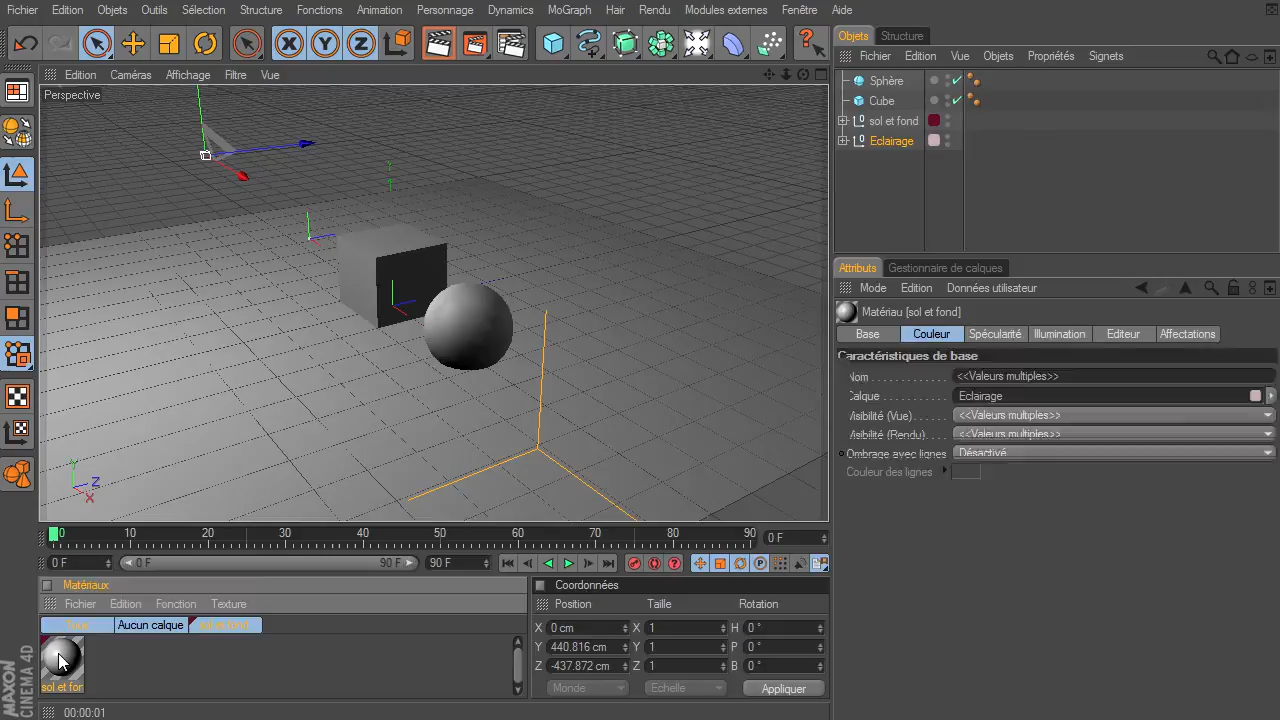 Fichier Edition Objets Outils Sélection Structure Fonctions Animation Personnage Dynamics MoGraph Hair Rendu Modules externes Fenêtre Aide
X Y Z
Objets Structure
Fichier Edition Vue Objets Propriétés Signets
Edition Caméras Affichage Filtre Vue
Perspective
Sphère
Cube
sol et fond
Eclairage
Y
Attributs Gestionnaire de calques
Mode Edition Données utilisateur
Matériau [sol et fond]
Base Couleur Spécularité Illumination Editeur Affectations
Caractéristiques de base
Nom <<Valeurs multiples>>
Calque Eclairage
Visibilité (Vue) <<Valeurs multiples>>
Visibilité (Rendu) <<Valeurs multiples>>
Ombrage avec lignes Désactivé
Couleur des lignes
Y Z X
0 10 20 30 40 50 60 70 80 90 0 F
0 F 0 F 90 F 90 F
Matériaux
Fichier Edition Fonction Texture
Aucun calque sol et fond
sol et fon
Coordonnées
Position Taille Rotation
X 0 cm X 1 H 0 °
Y 440.816 cm Y 1 P 0 °
Z -437.872 cm Z 1 B 0 °
Monde Echelle Appliquer
MAXON
CINEMA 4D
00:00:01